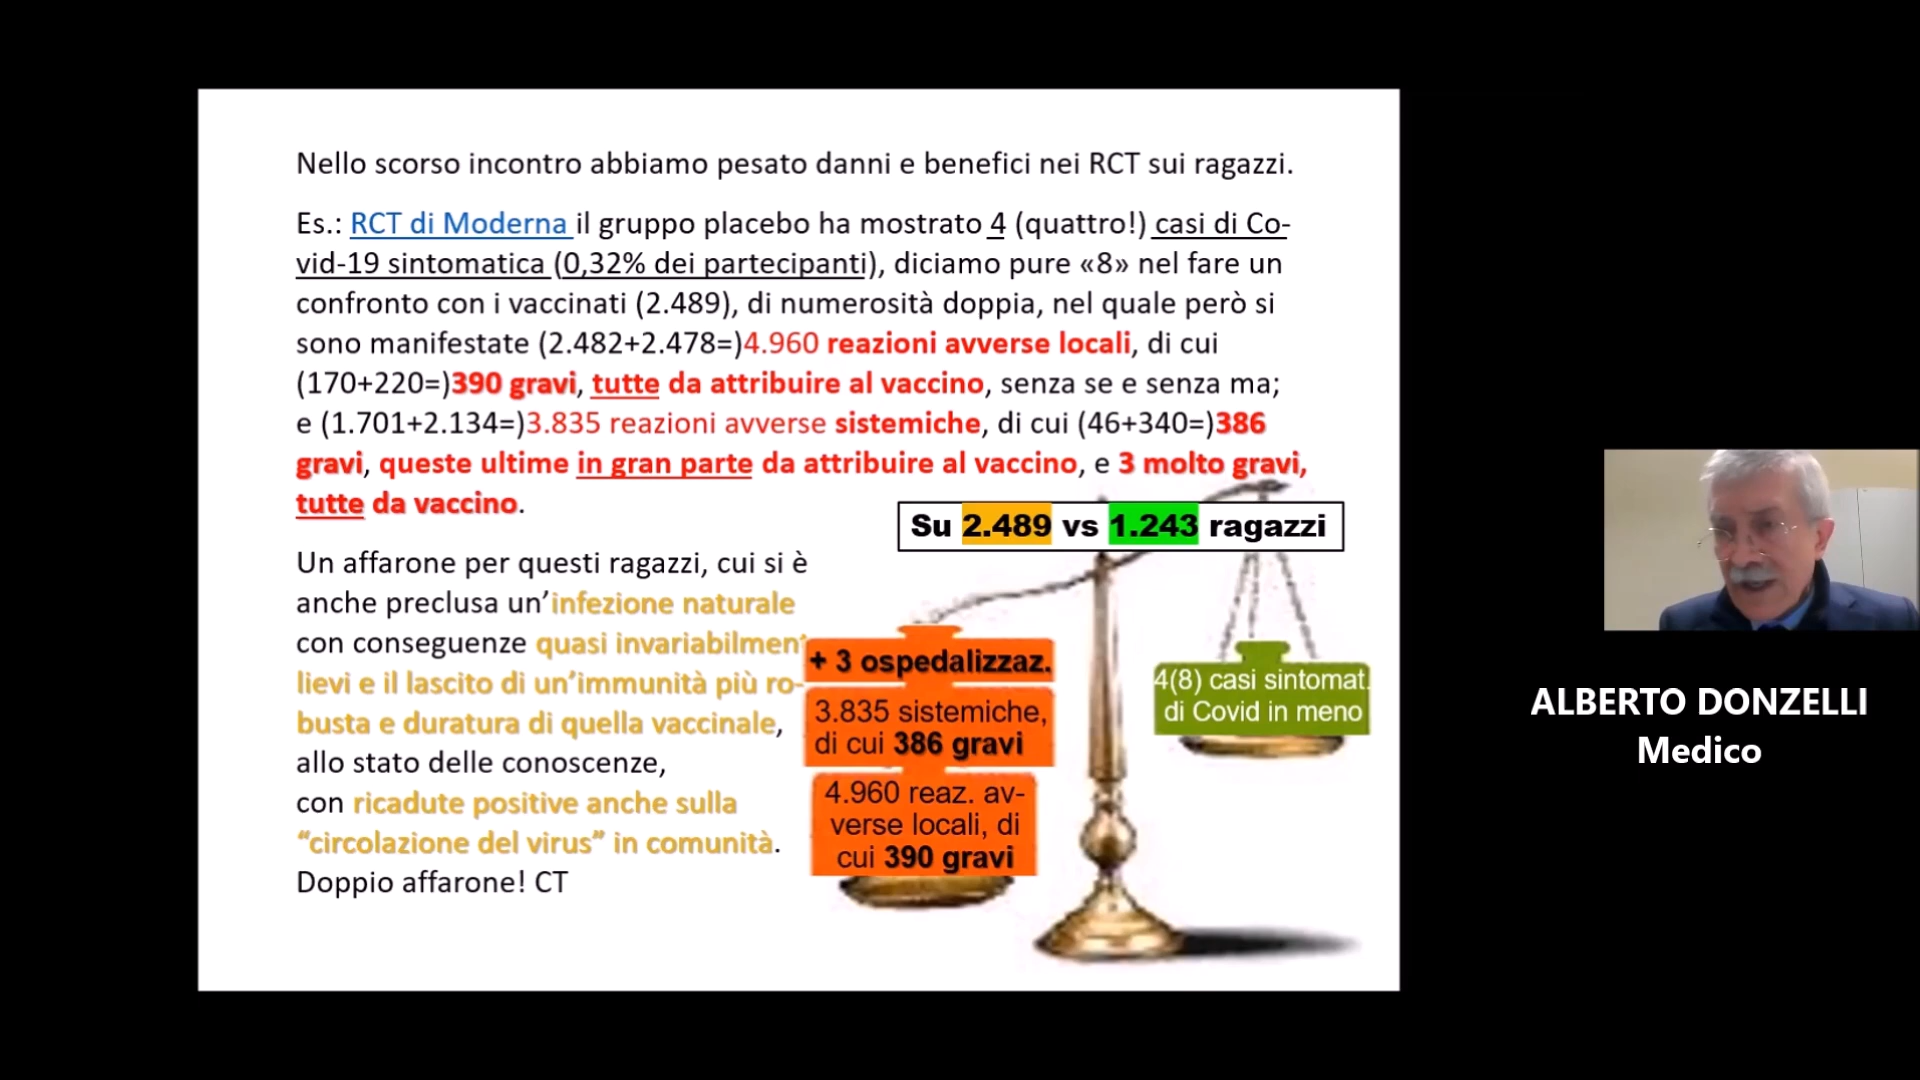 Nello scorso incontro abbiamo pesato danni e benefici nei RCT sui ragazzi.
Es.: RCT di Moderna il gruppo placebo ha mostrato 4 (quattro!) casi di Co-
vid-19 sintomatica (0,32% dei partecipanti), diciamo pure «8» nel fare un
confronto con i vaccinati (2.489), di numerosità doppia, nel quale però si
sono manifestate (2.482+2.478=)4.960 reazioni avverse locali, di cui
(170+220=)390 gravi, tutte da attribuire al vaccino, senza se e senza ma;
e (1.701+2.134=)3.835 reazioni avverse sistemiche, di cui (46+340=)386
gravi, queste ultime in gran parte da attribuire al vaccino, e 3 molto gravi,
tutte da vaccino.
Su 2.489 vs 1.243 ragazzi
Un affarone per questi ragazzi, cui si è
anche preclusa un'infezione naturale
con conseguenze quasi invariabilment
lievi e il lascito di un'immunità più ro-
busta e duratura di quella vaccinale,
allo stato delle conoscenze,
con ricadute positive anche sulla
"circolazione del virus" in comunità.
Doppio affarone! CT
+ 3 ospedalizzaz.
3.835 sistemiche,
di cui 386 gravi
4.960 reaz. av-
verse locali, di
cui 390 gravi
4(8) casi sintomat.
di Covid in meno
ALBERTO DONZELLI
Medico